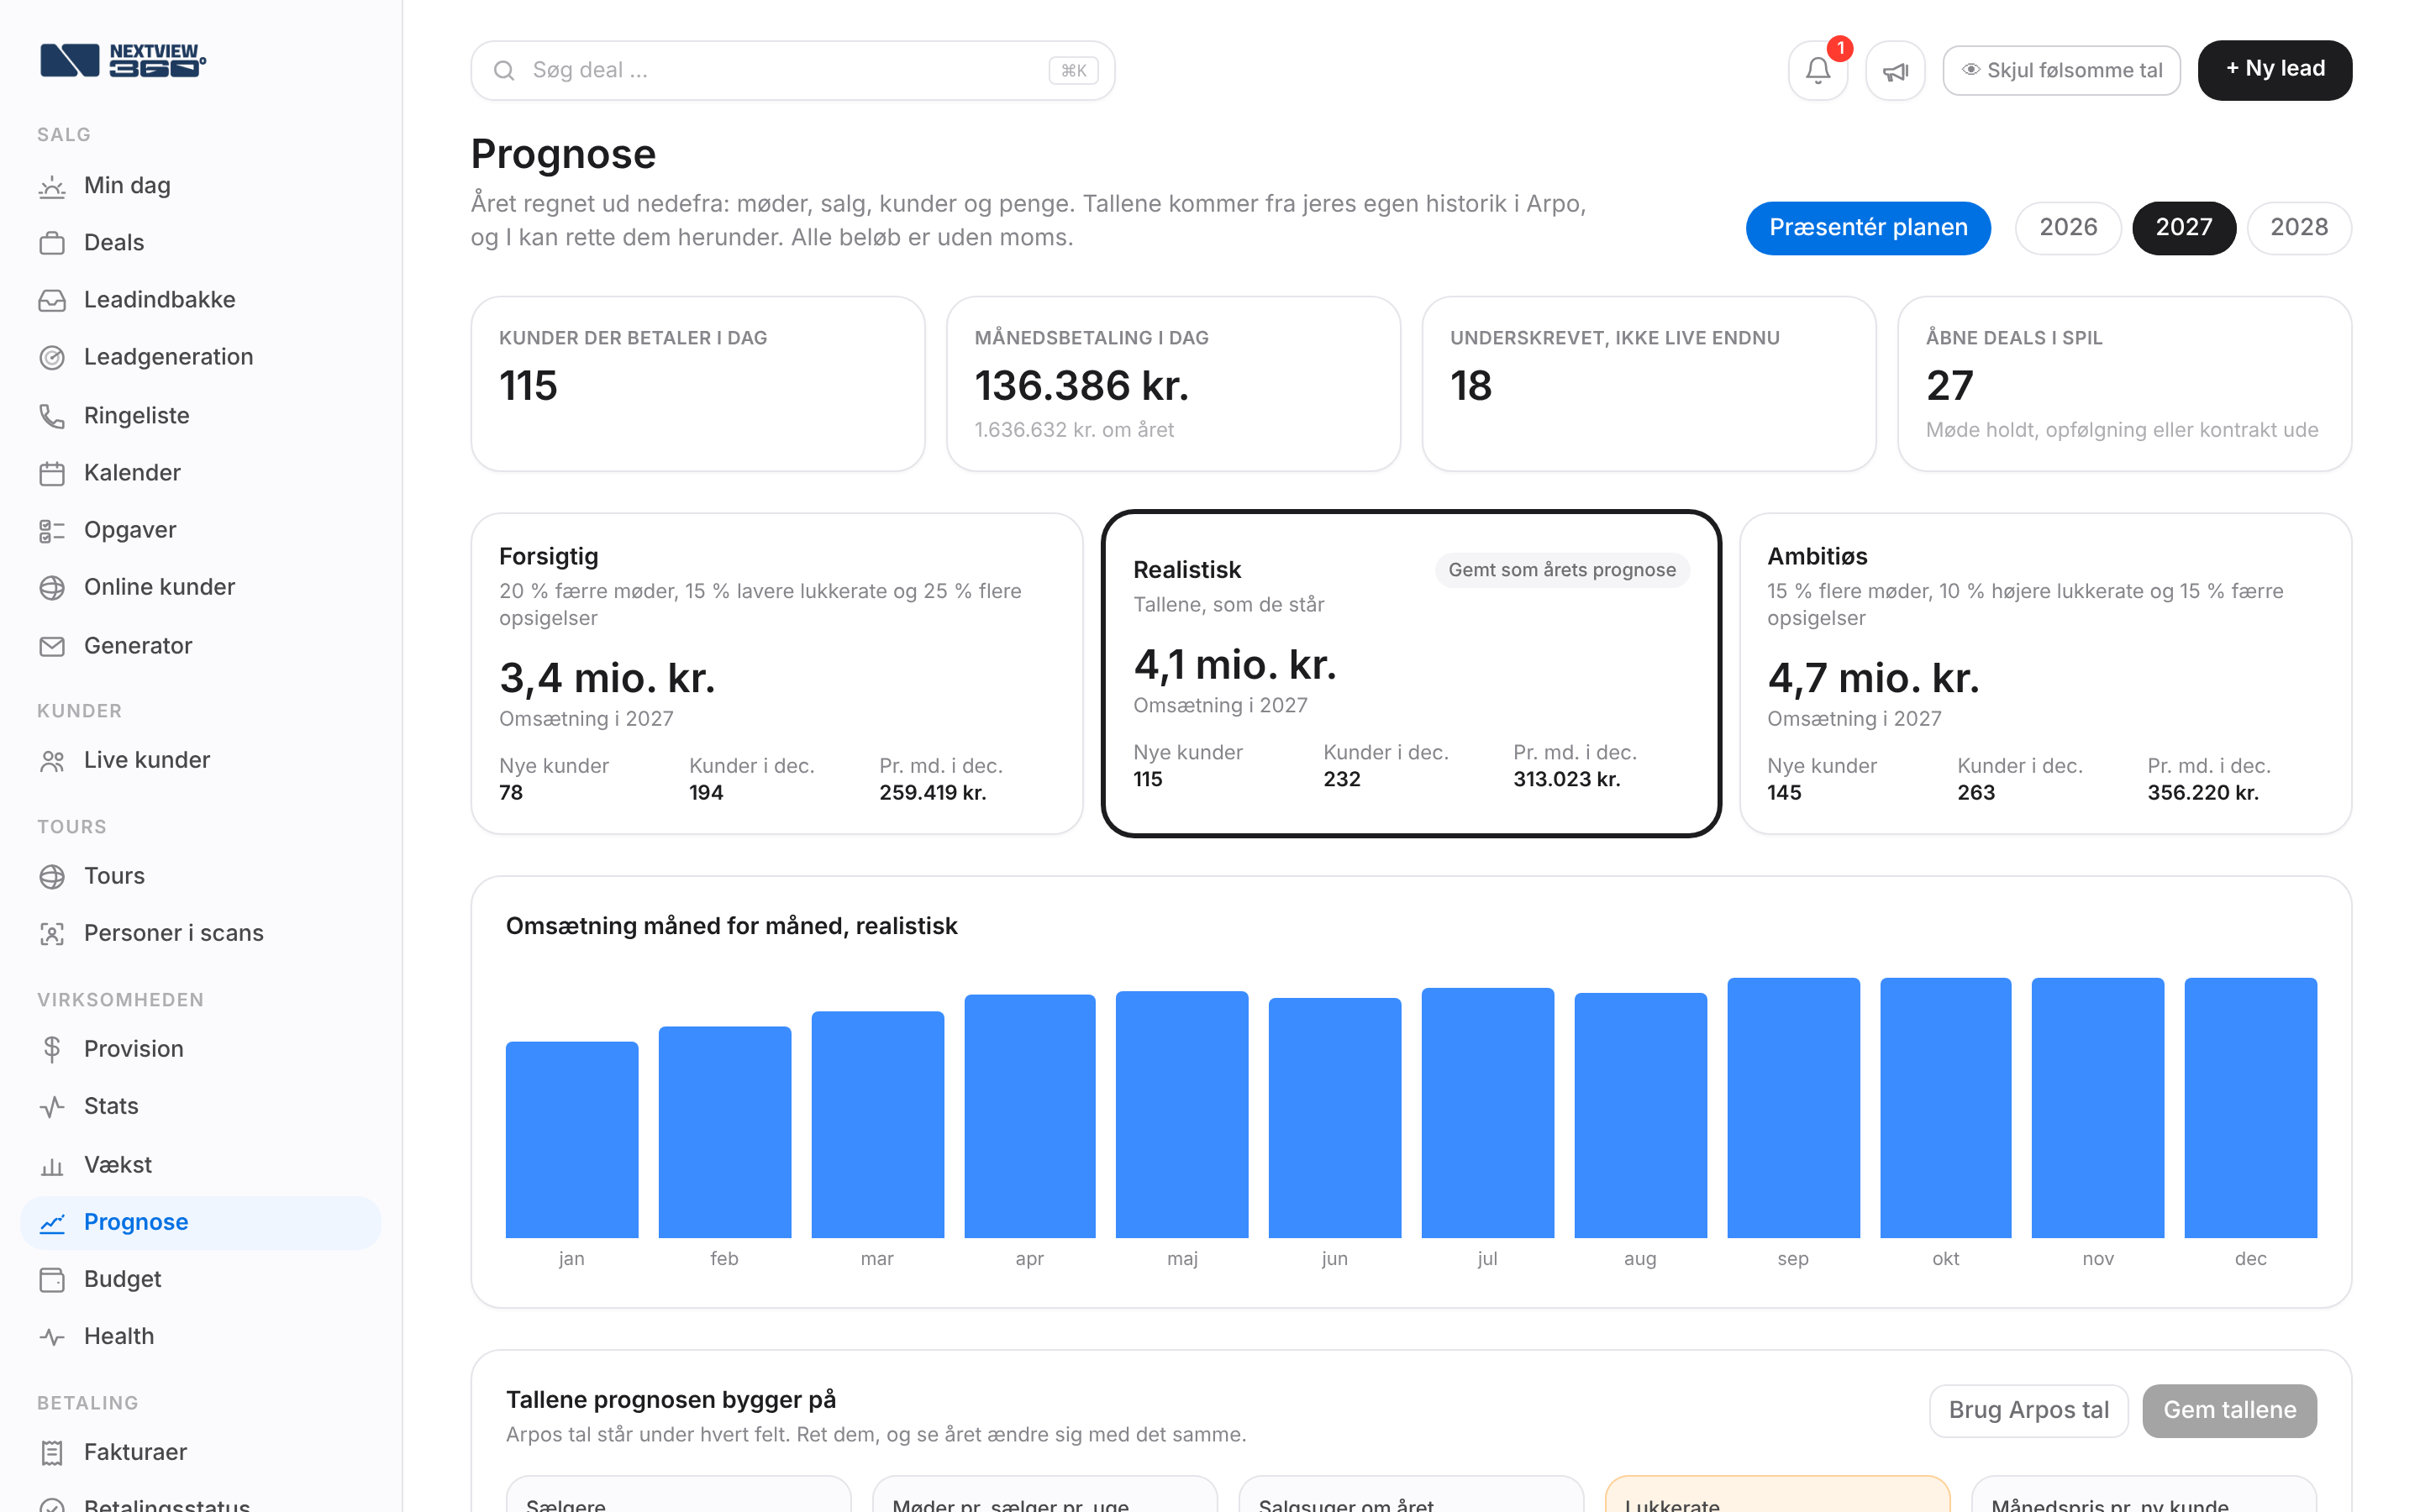 NEXTVIEW
360°
SALG
Min dag
Deals
Leadindbakke
Leadgeneration
Ringeliste
Kalender
Opgaver
Online kunder
Generator
KUNDER
Live kunder
TOURS
Tours
Personer i scans
VIRKSOMHEDEN
Provision
Stats
Vækst
Prognose
Budget
Health
BETALING
Fakturaer
Betalingsstatus
Søg deal ...
⌘K
1
Skjul følsomme tal
+ Ny lead
Prognose
Året regnet ud nedefra: møder, salg, kunder og penge. Tallene kommer fra jeres egen historik i Arpo,
og I kan rette dem herunder. Alle beløb er uden moms.
Præsentér planen
2026
2027
2028
KUNDER DER BETALER I DAG
115
MÅNEDSBETALING I DAG
136.386 kr.
1.636.632 kr. om året
UNDERSKREVET, IKKE LIVE ENDNU
18
ÅBNE DEALS I SPIL
27
Møde holdt, opfølgning eller kontrakt ude
Forsigtig
20 % færre møder, 15 % lavere lukkerate og 25 % flere
opsigelser
3,4 mio. kr.
Omsætning i 2027
Nye kunder
78
Kunder i dec.
194
Pr. md. i dec.
259.419 kr.
Realistisk
Gemt som årets prognose
Tallene, som de står
4,1 mio. kr.
Omsætning i 2027
Nye kunder
115
Kunder i dec.
232
Pr. md. i dec.
313.023 kr.
Ambitiøs
15 % flere møder, 10 % højere lukkerate og 15 % færre
opsigelser
4,7 mio. kr.
Omsætning i 2027
Nye kunder
145
Kunder i dec.
263
Pr. md. i dec.
356.220 kr.
Omsætning måned for måned, realistisk
jan
feb
mar
apr
maj
jun
jul
aug
sep
okt
nov
dec
Tallene prognosen bygger på
Arpos tal står under hvert felt. Ret dem, og se året ændre sig med det samme.
Brug Arpos tal
Gem tallene
Sælgere
Møder pr. sælger pr. uge
Salgsuger om året
Lukkerate
Månedspris pr. ny kunde